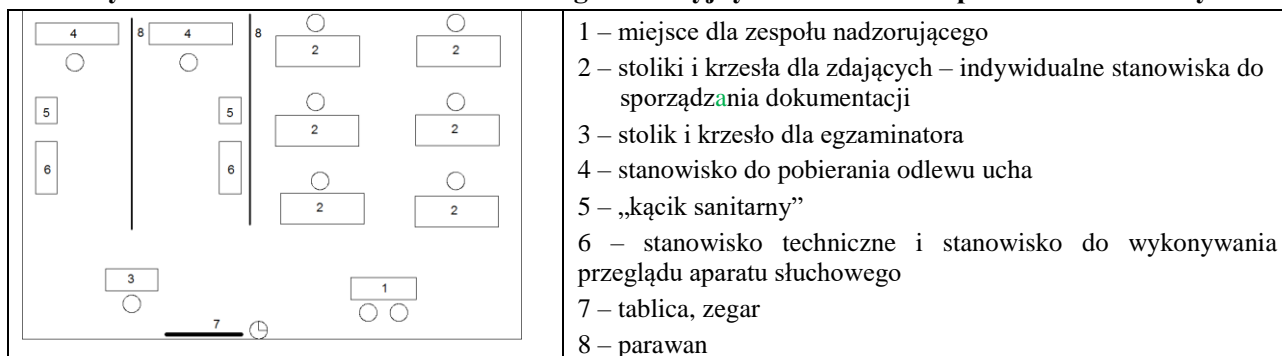 4
8
4
8
2
2
5
5
2
2
6
6
2
2
3
1
7
1 – miejsce dla zespołu nadzorującego
2 – stoliki i krzesła dla zdających – indywidualne stanowiska do
sporządzania dokumentacji
3 – stolik i krzesło dla egzaminatora
4 – stanowisko do pobierania odlewu ucha
5 – „kącik sanitarny”
6 – stanowisko techniczne i stanowisko do wykonywania
przeglądu aparatu słuchowego
7 – tablica, zegar
8 – parawan